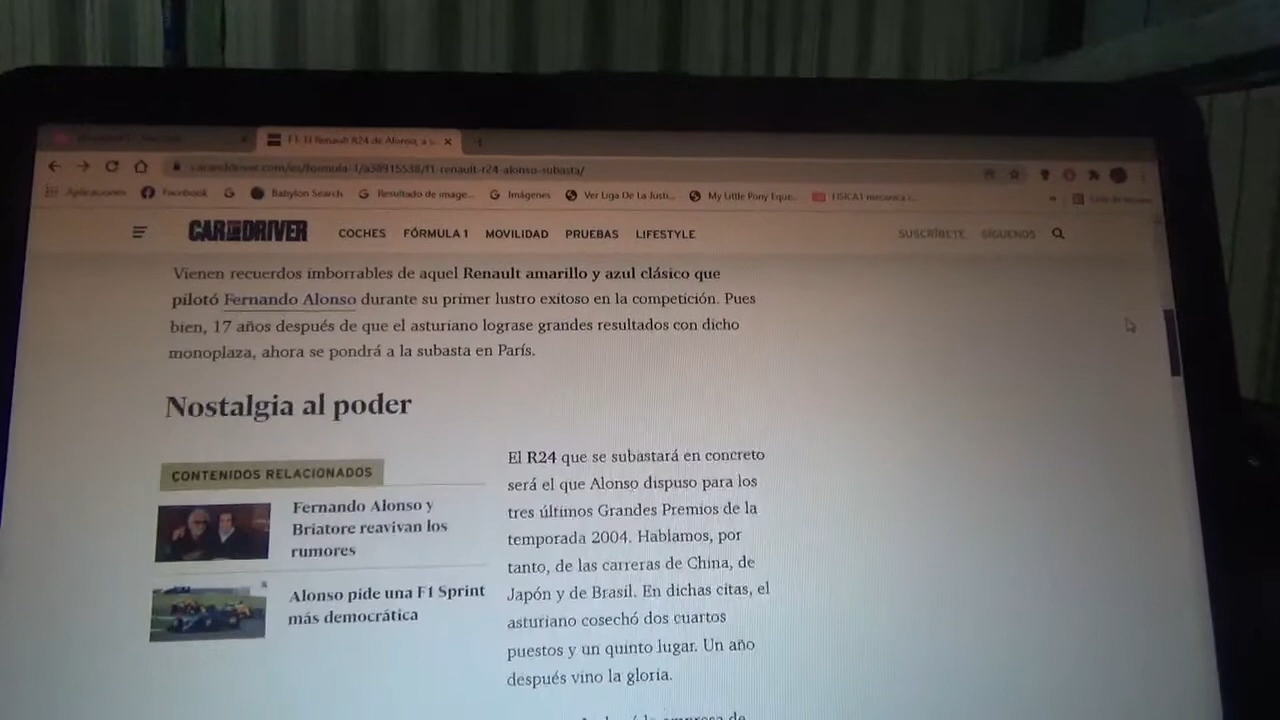 F1: El Renault R24 de Alonso, a s...
caranddriver.com/es/formula-1/a38915538/f1-renault-r24-alonso-subasta/
Aplicaciones Facebook Babylon Search Resultado de image... Imágenes Ver Liga De La Justi... My Little Pony Eque...
CAR AND DRIVER COCHES FÓRMULA 1 MOVILIDAD PRUEBAS LIFESTYLE SUSCRÍBETE SÍGUENOS
Vienen recuerdos imborrables de aquel Renault amarillo y azul clásico que
pilotó Fernando Alonso durante su primer lustro exitoso en la competición. Pues
bien, 17 años después de que el asturiano lograse grandes resultados con dicho
monoplaza, ahora se pondrá a la subasta en París.
Nostalgia al poder
CONTENIDOS RELACIONADOS
Fernando Alonso y
Briatore reavivan los
rumores
Alonso pide una F1 Sprint
más democrática
El R24 que se subastará en concreto
será el que Alonso dispuso para los
tres últimos Grandes Premios de la
temporada 2004. Hablamos, por
tanto, de las carreras de China, de
Japón y de Brasil. En dichas citas, el
asturiano cosechó dos cuartos
puestos y un quinto lugar. Un año
después vino la gloria.